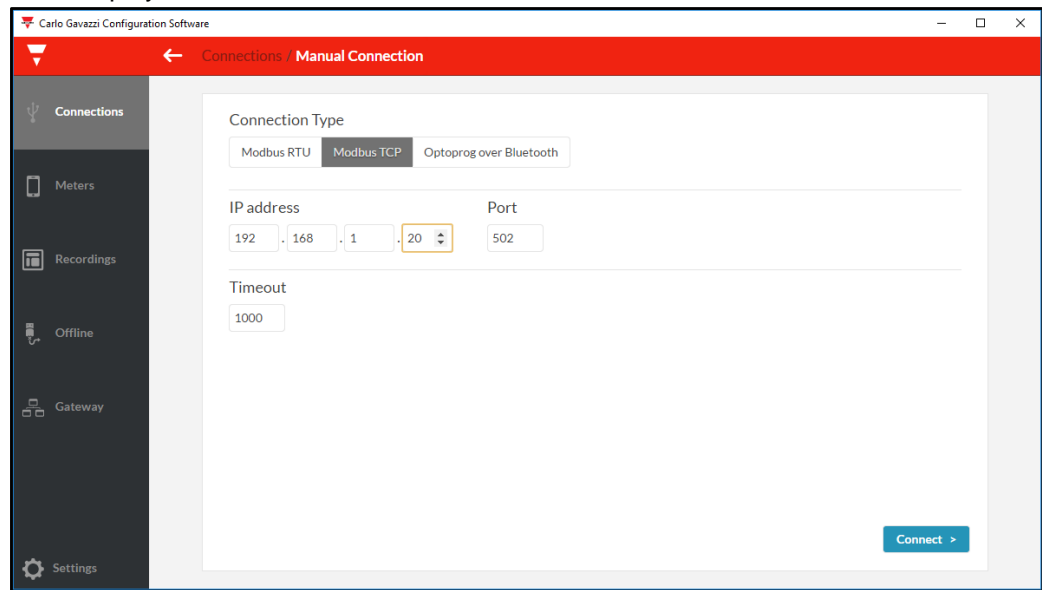 Carlo Gavazzi Configuration Software
Connections / Manual Connection
Connections
Meters
Recordings
Offline
Gateway
Settings
Connection Type
Modbus RTU Modbus TCP Optoprog over Bluetooth
IP address Port
192 . 168 . 1 . 20 502
Timeout
1000
Connect >